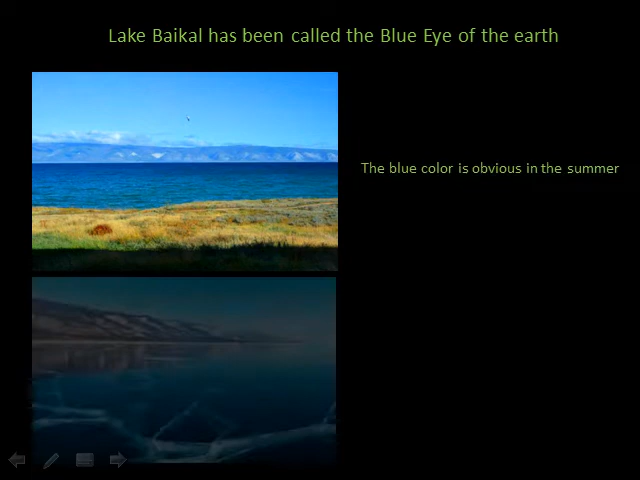 Lake Baikal has been called the Blue Eye of the earth
The blue color is obvious in the summer